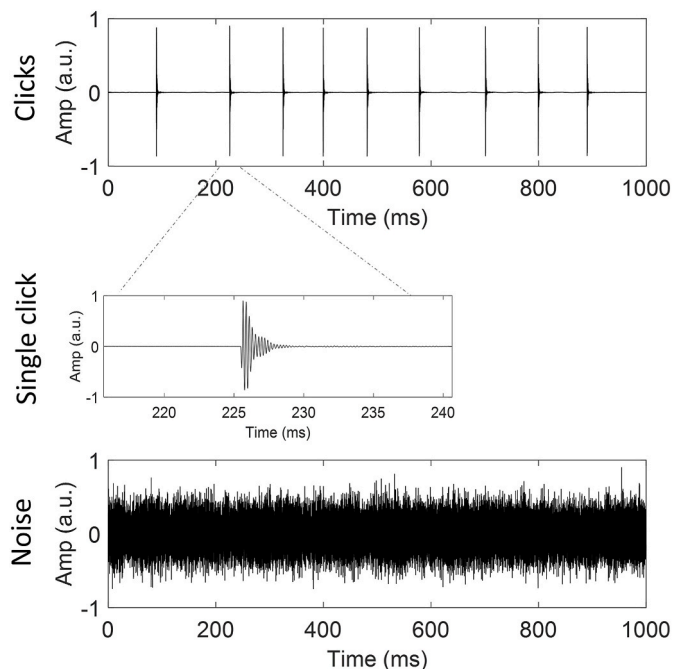 Clicks
Amp (a.u.)
1
0
-1
0 200 400 600 800 1000
Time (ms)
Single click
Amp (a.u.)
1
0
-1
220 225 230 235 240
Time (ms)
Noise
Amp (a.u.)
1
0
-1
0 200 400 600 800 1000
Time (ms)